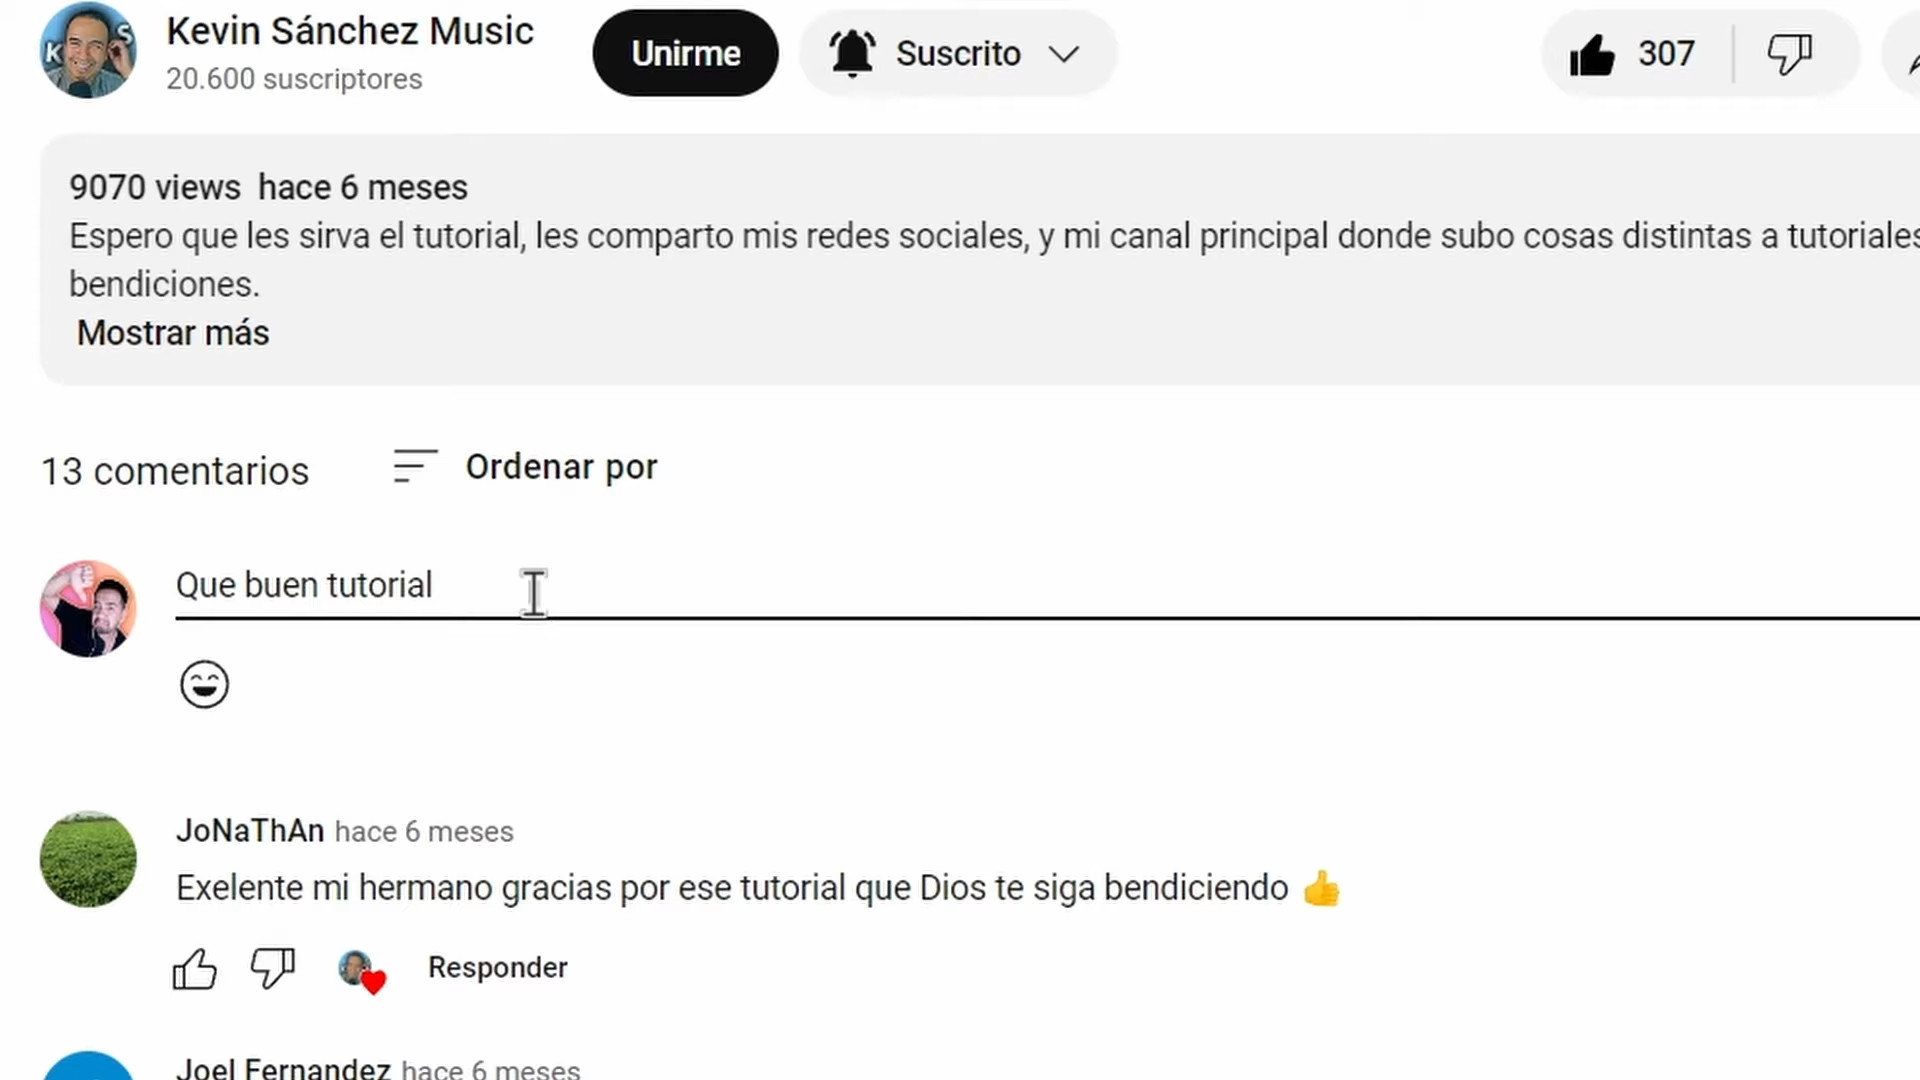 Kevin Sánchez Music
20.600 suscriptores
Unirme
Suscrito
307
9070 views hace 6 meses
Espero que les sirva el tutorial, les comparto mis redes sociales, y mi canal principal donde subo cosas distintas a tutoriales
bendiciones.
Mostrar más
13 comentarios
Ordenar por
Que buen tutorial
JoNaThAn hace 6 meses
Exelente mi hermano gracias por ese tutorial que Dios te siga bendiciendo 👍
Responder
Joel Fernandez hace 6 meses